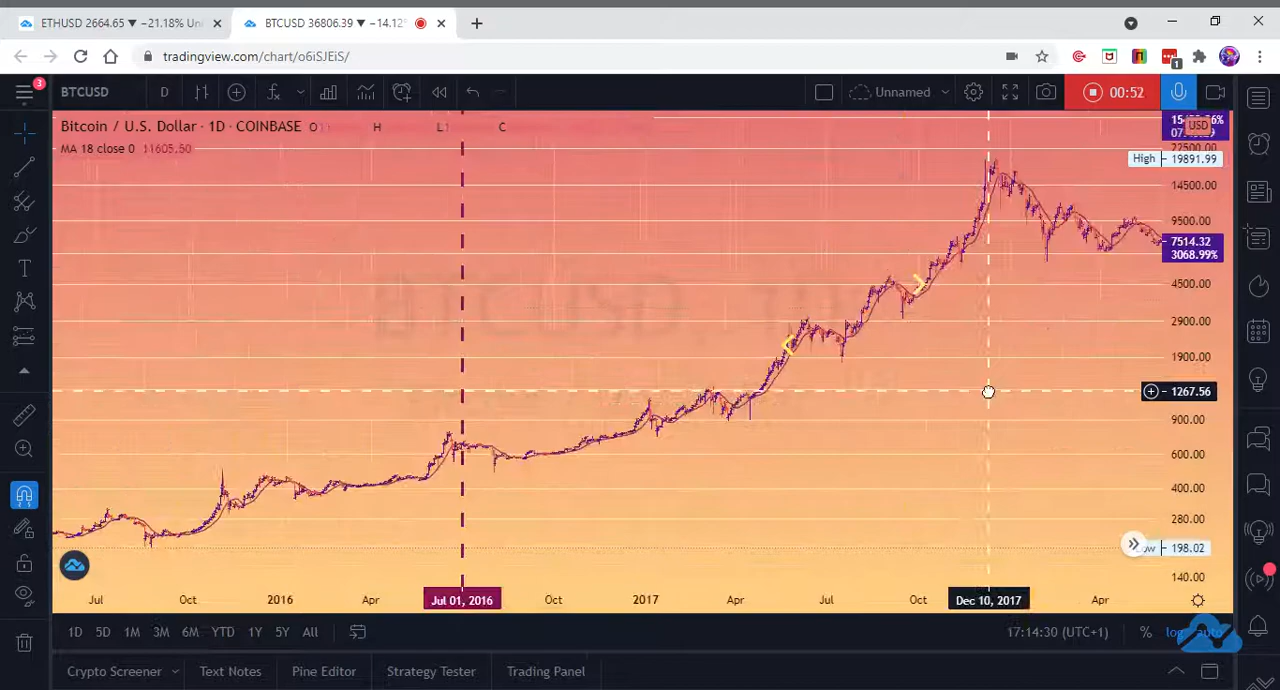 ETHUSD 2664.65 ▼ −21.18% Un
BTCUSD 36806.39 ▼ −14.12
tradingview.com/chart/o6iSJEiS/
1
3
BTCUSD D Unnamed 00:52
Bitcoin / U.S. Dollar · 1D · COINBASE O H L C
MA 18 close 0 11605.50
USD
22500.00
High 19891.99
14500.00
9500.00
7514.32
3068.99%
4500.00
2900.00
1900.00
1267.56
900.00
600.00
400.00
280.00
Low 198.02
140.00
Jul Oct 2016 Apr Jul 01, 2016 Oct 2017 Apr Jul Oct Dec 10, 2017 Apr
1D 5D 1M 3M 6M YTD 1Y 5Y All 17:14:30 (UTC+1) % log auto
Crypto Screener Text Notes Pine Editor Strategy Tester Trading Panel